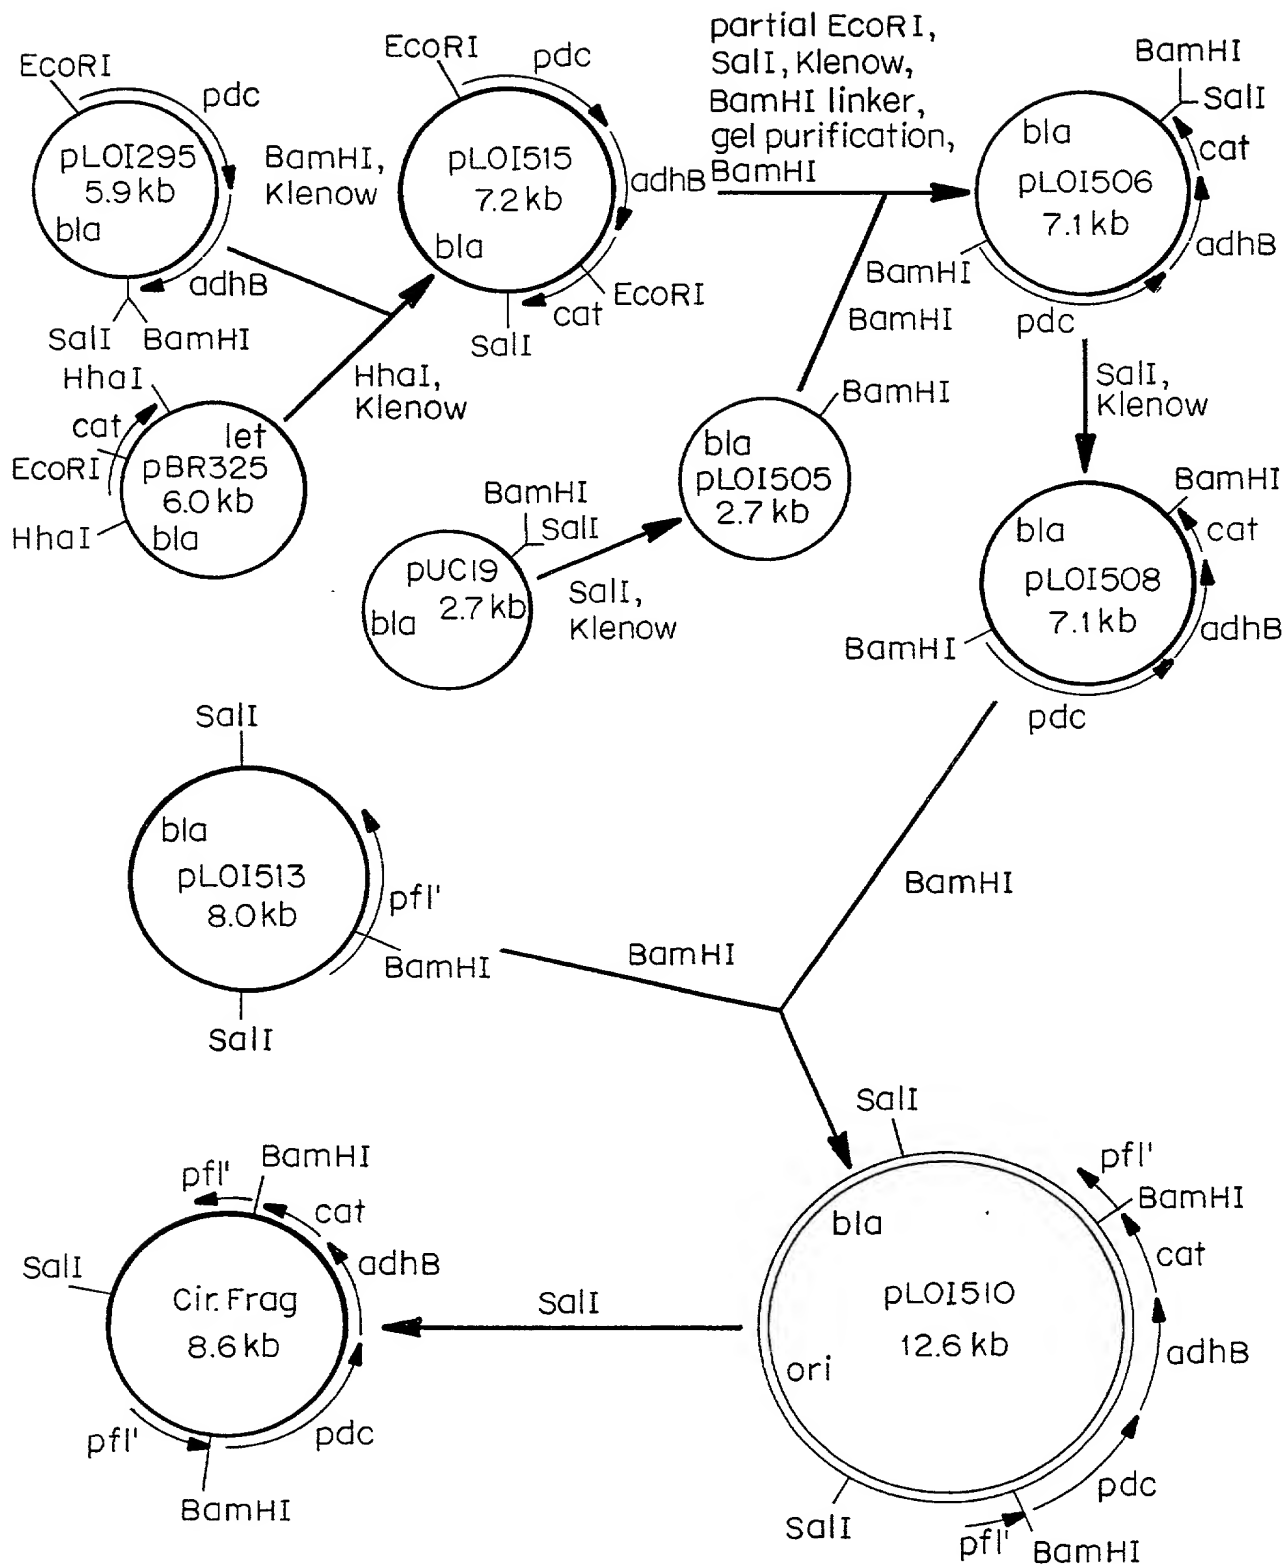 EcoRI
pdc
pLOI295
5.9 kb
bla
adhB
SalI
BamHI
BamHI,
Klenow
EcoRI
pdc
pLOI515
7.2 kb
bla
adhB
EcoRI
cat
SalI
partial EcoRI,
SalI, Klenow,
BamHI linker,
gel purification,
BamHI
BamHI
SalI
bla
cat
pLOI506
7.1 kb
adhB
BamHI
pdc
HhaI
cat
let
EcoRI
pBR325
6.0 kb
HhaI
bla
HhaI,
Klenow
BamHI
BamHI
bla
pLOI505
2.7 kb
BamHI
SalI
pUC19
2.7 kb
bla
SalI,
Klenow
SalI,
Klenow
BamHI
bla
cat
pLOI508
7.1 kb
adhB
BamHI
pdc
SalI
bla
pLOI513
8.0 kb
pfl'
BamHI
SalI
BamHI
BamHI
SalI
pfl'
BamHI
bla
cat
pLOI510
12.6 kb
adhB
ori
pdc
SalI
pfl'
BamHI
SalI
pfl'
BamHI
cat
adhB
SalI
Cir. Frag
8.6 kb
pfl'
pdc
BamHI